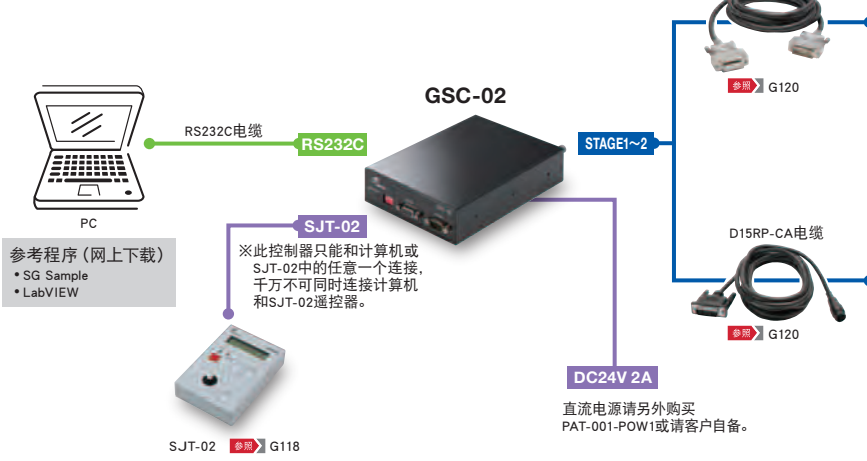 参照 G120
GSC-02
RS232C电缆
RS232C
STAGE1～2
PC
参考程序（网上下载）
•SG Sample
•LabVIEW
SJT-02
※此控制器只能和计算机或
SJT-02中的任意一个连接，
千万不可同时连接计算机
和SJT-02遥控器。
D15RP-CA电缆
参照 G120
DC24V 2A
直流电源请另外购买
PAT-001-POW1或请客户自备。
SJT-02 参照 G118